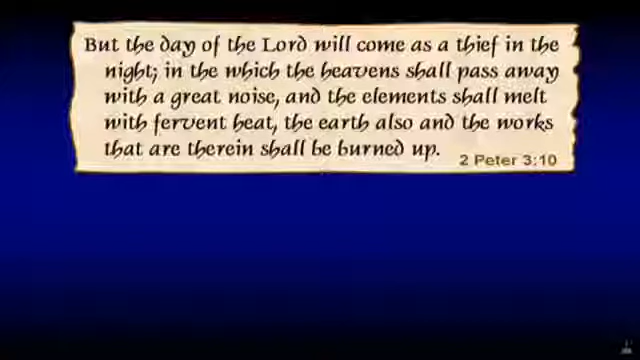 But the day of the Lord will come as a thief in the
night; in the which the heavens shall pass away
with a great noise, and the elements shall melt
with fervent heat, the earth also and the works
that are therein shall be burned up.
2 Peter 3:10